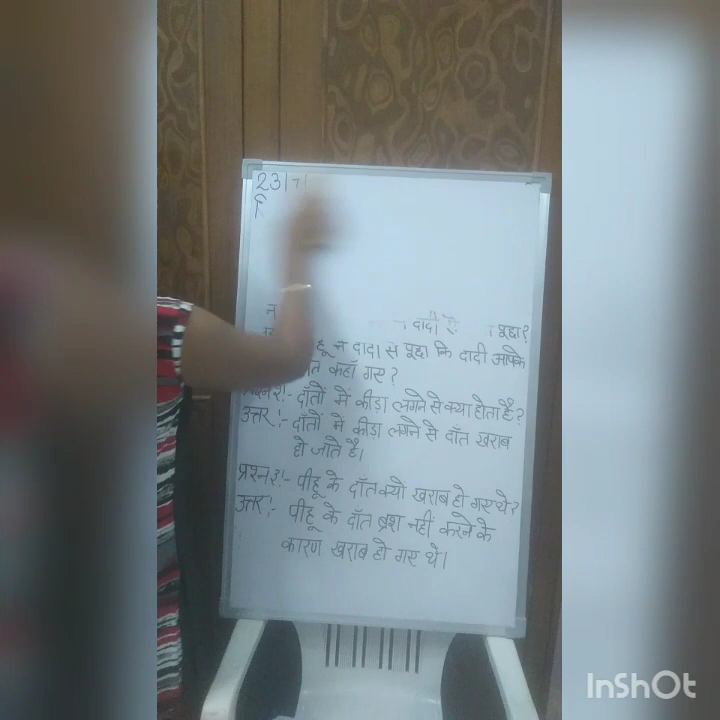 23
दादी पूछा?
हू न दादा स पूछा कि दादी आपके
त कहाँ गए?
दाँतों में कीड़ा लगने से क्या होता है?
उत्तर:- दाँतों में कीड़ा लगने से दाँत खराब
हो जाते है।
प्रश्न३:- पीहू के दाँत क्यो खराब हो गए थे?
उत्तर:- पीहू के दाँत ब्रश नहीं करने के
कारण खराब हो गए थे।
InShOt